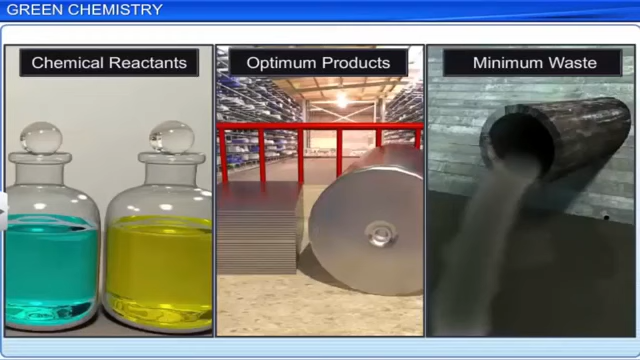 GREEN CHEMISTRY
Chemical Reactants
Optimum Products
Minimum Waste